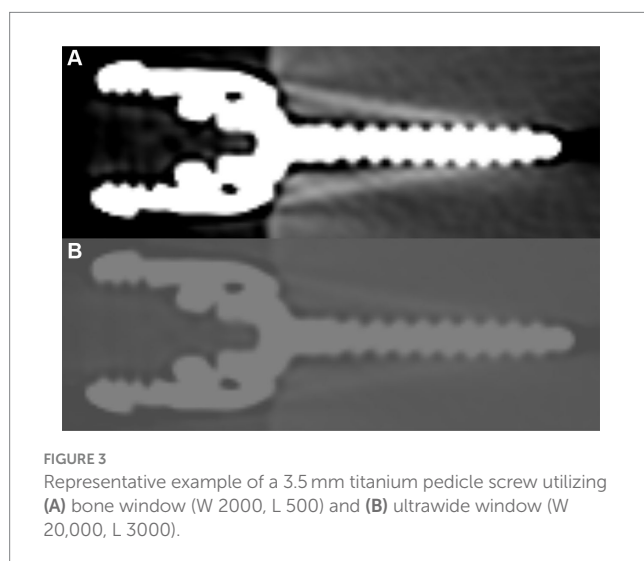 A
B
FIGURE 3
Representative example of a 3.5 mm titanium pedicle screw utilizing
(A) bone window (W 2000, L 500) and (B) ultrawide window (W
20,000, L 3000).